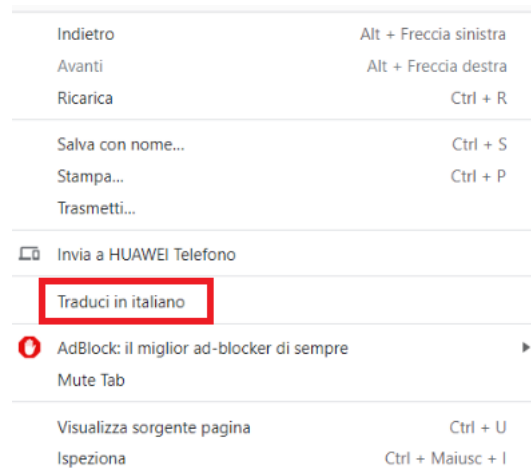 Indietro Alt + Freccia sinistra
Avanti Alt + Freccia destra
Ricarica Ctrl + R
Salva con nome... Ctrl + S
Stampa... Ctrl + P
Trasmetti...
Invia a HUAWEI Telefono
Traduci in italiano
AdBlock: il miglior ad-blocker di sempre
Mute Tab
Visualizza sorgente pagina Ctrl + U
Ispeziona Ctrl + Maiusc + I